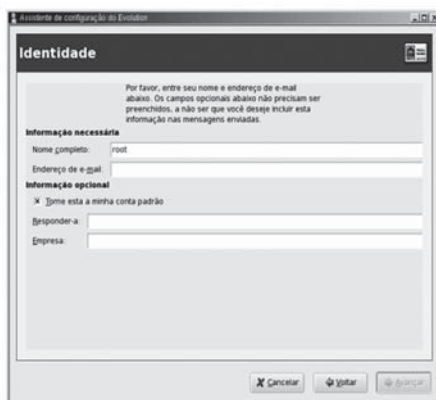 Assistente de configuração do Evolution
Identidade
Por favor, entre seu nome e endereço de e-mail
abaixo. Os campos opcionais abaixo não precisam ser
preenchidos, a não ser que você deseje incluir esta
informação nas mensagens enviadas.
Informação necessária
Nome completo: root
Endereço de e-mail:
Informação opcional
Torne esta a minha conta padrão
Responder-a:
Empresa:
Cancelar Voltar Avançar